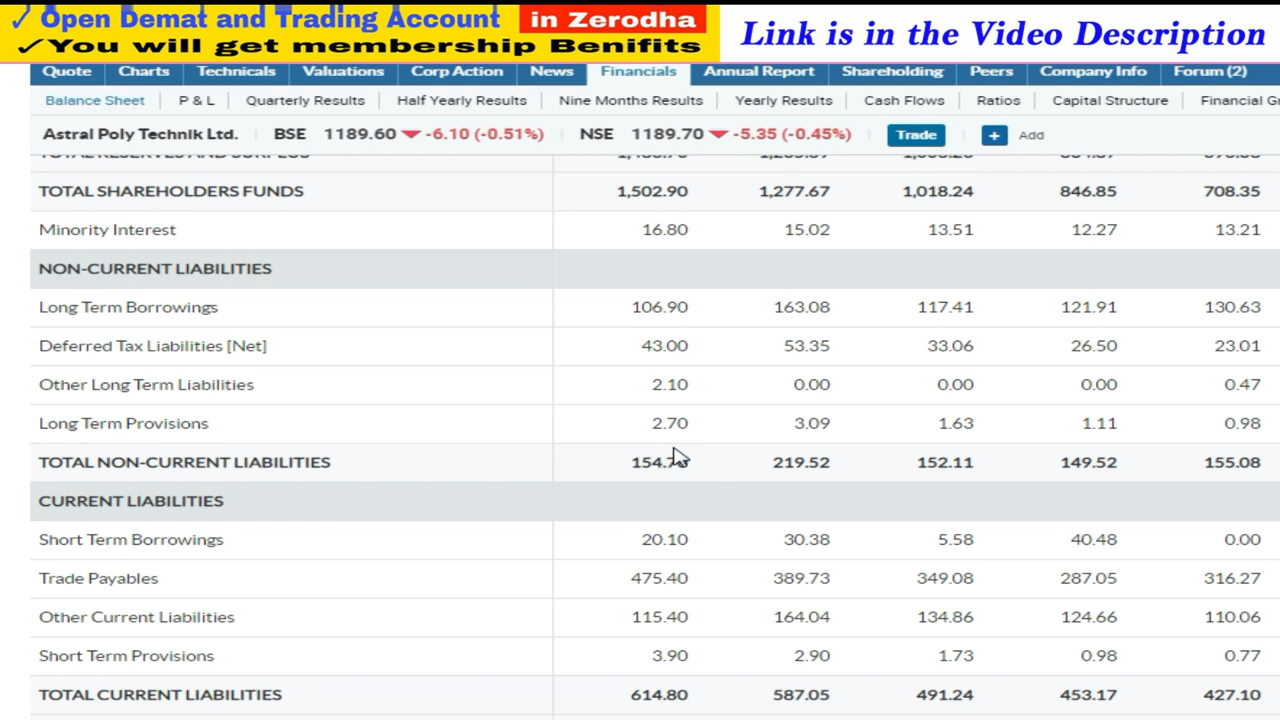 ✓ Open Demat and Trading Account in Zerodha
✓You will get membership Benifits
Link is in the Video Description
Quote Charts Technicals Valuations Corp Action News Financials Annual Report Shareholding Peers Company Info Forum (2)
Balance Sheet P & L Quarterly Results Half Yearly Results Nine Months Results Yearly Results Cash Flows Ratios Capital Structure Financial
Astral Poly Technik Ltd. BSE 1189.60 -6.10 (-0.51%) NSE 1189.70 -5.35 (-0.45%) Trade + Add
TOTAL RESERVES AND SURPLUS
TOTAL SHAREHOLDERS FUNDS 1,502.90 1,277.67 1,018.24 846.85 708.35
Minority Interest 16.80 15.02 13.51 12.27 13.21
NON-CURRENT LIABILITIES
Long Term Borrowings 106.90 163.08 117.41 121.91 130.63
Deferred Tax Liabilities [Net] 43.00 53.35 33.06 26.50 23.01
Other Long Term Liabilities 2.10 0.00 0.00 0.00 0.47
Long Term Provisions 2.70 3.09 1.63 1.11 0.98
TOTAL NON-CURRENT LIABILITIES 219.52 152.11 149.52 155.08
CURRENT LIABILITIES
Short Term Borrowings 20.10 30.38 5.58 40.48 0.00
Trade Payables 475.40 389.73 349.08 287.05 316.27
Other Current Liabilities 115.40 164.04 134.86 124.66 110.06
Short Term Provisions 3.90 2.90 1.73 0.98 0.77
TOTAL CURRENT LIABILITIES 614.80 587.05 491.24 453.17 427.10